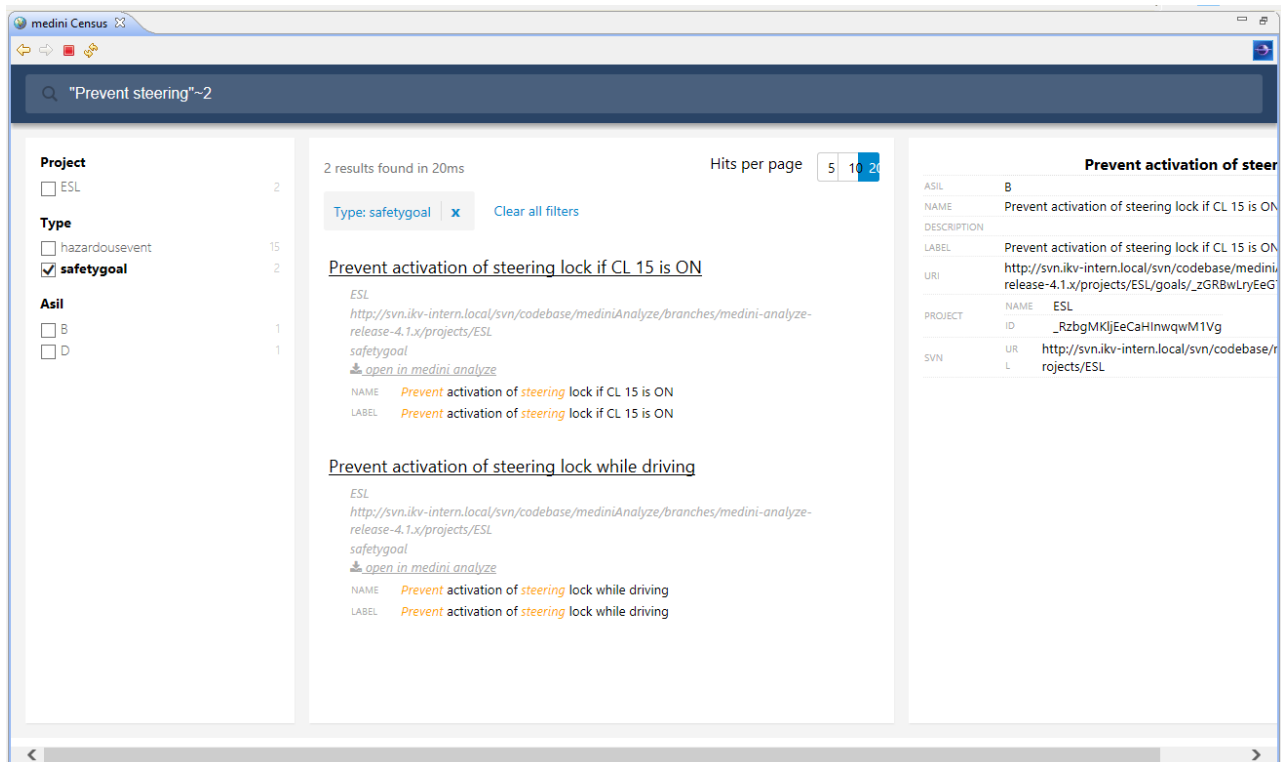 medini Census
"Prevent steering"~2
Project
ESL 2
Type
hazardousevent 15
safetygoal 2
Asil
B 1
D 1
2 results found in 20ms
Hits per page 5 10 20
Type: safetygoal x Clear all filters
Prevent activation of steering lock if CL 15 is ON
ESL
http://svn.ikv-intern.local/svn/codebase/mediniAnalyze/branches/medini-analyze-
release-4.1.x/projects/ESL
safetygoal
open in medini analyze
NAME Prevent activation of steering lock if CL 15 is ON
LABEL Prevent activation of steering lock if CL 15 is ON
Prevent activation of steering lock while driving
ESL
http://svn.ikv-intern.local/svn/codebase/mediniAnalyze/branches/medini-analyze-
release-4.1.x/projects/ESL
safetygoal
open in medini analyze
NAME Prevent activation of steering lock while driving
LABEL Prevent activation of steering lock while driving
Prevent activation of steer
ASIL B
NAME Prevent activation of steering lock if CL 15 is ON
DESCRIPTION
LABEL Prevent activation of steering lock if CL 15 is ON
URI http://svn.ikv-intern.local/svn/codebase/medini
release-4.1.x/projects/ESL/goals/_zGRBwLryEeG
PROJECT NAME ESL
ID _RzbgMKljEeCaHInwqwM1Vg
SVN UR http://svn.ikv-intern.local/svn/codebase/
L rojects/ESL